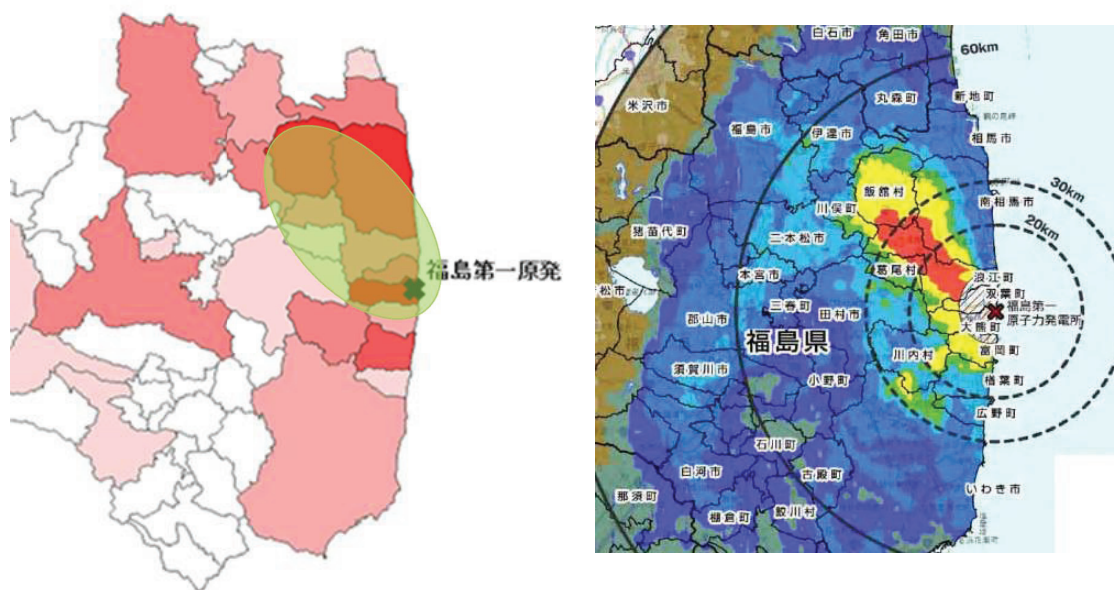 福島第一原発
白石市
角田市
60km
米沢市
丸森町
新地町
福島市
伊達市
相馬市
30km
飯舘村
南相馬市
20km
川俣町
猪苗代町
二本松市
葛尾村
浪江町
本宮市
双葉町
三春町
福島第一
原子力発電所
田村市
大熊町
郡山市
福島県
川内村
富岡町
須賀川市
小野町
楢葉町
広野町
石川町
白河市
古殿町
いわき市
那須町
棚倉町
鮫川村